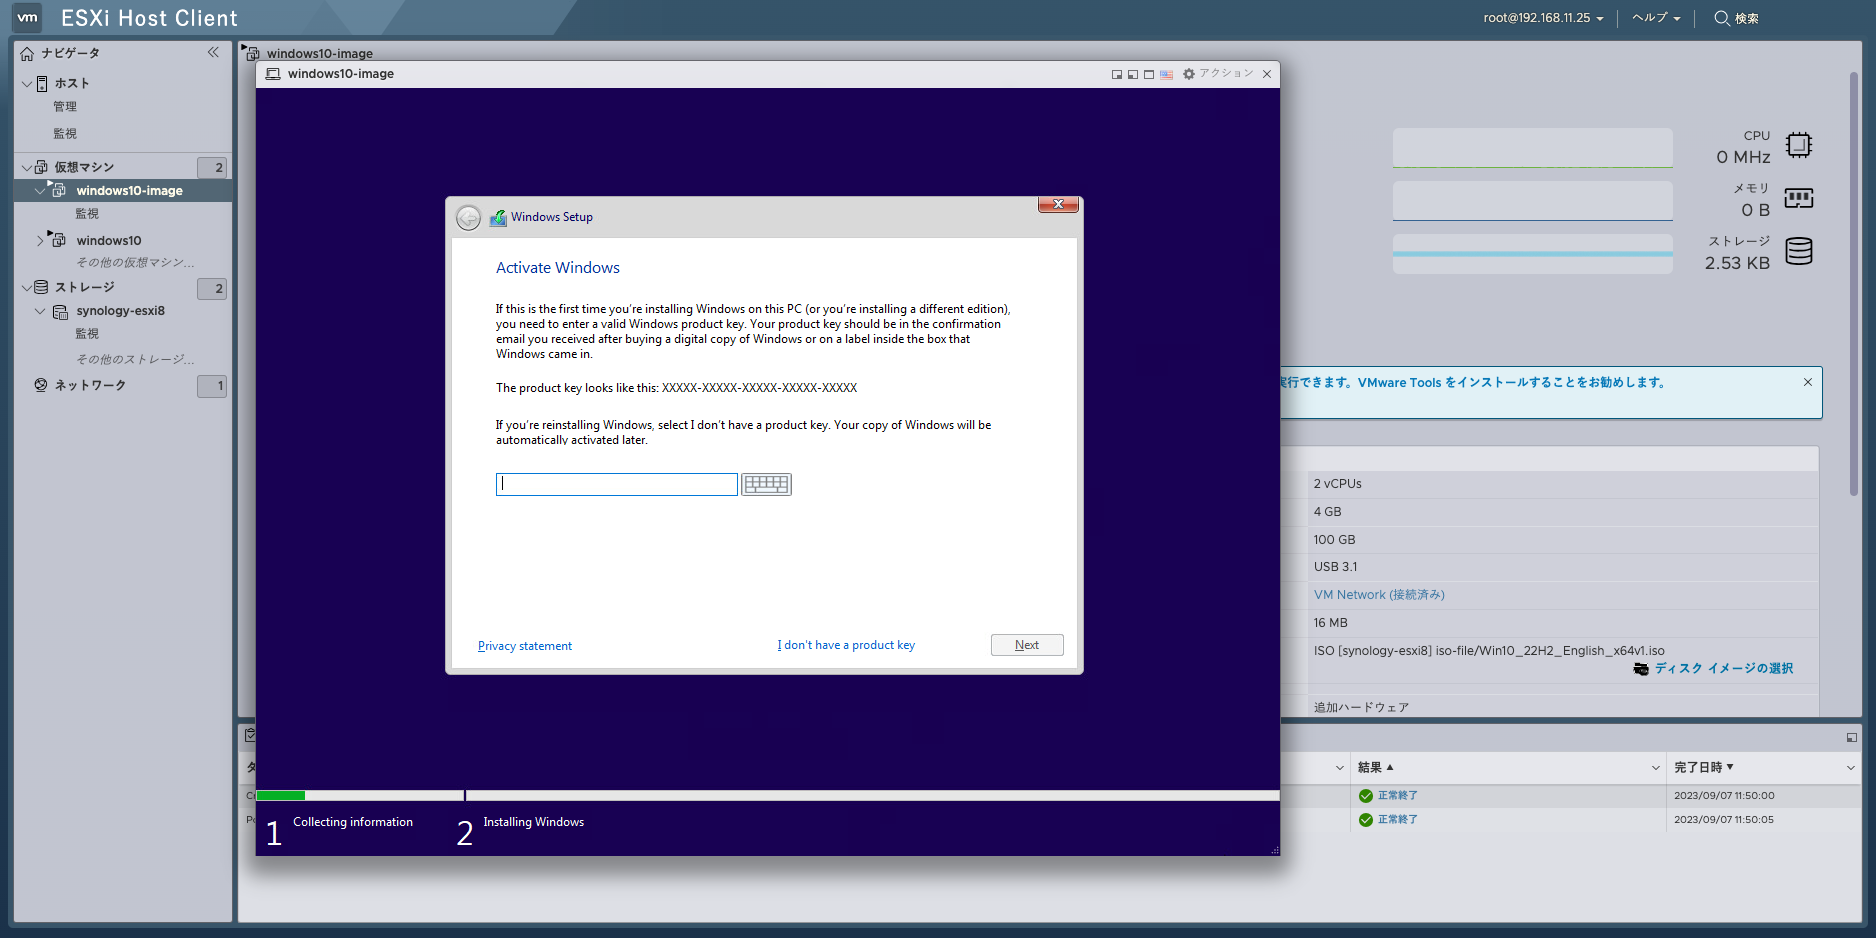 vm ESXi Host Client
root@192.168.11.25
ヘルプ
検索
ナビゲータ
ホスト
管理
監視
仮想マシン 2
windows10-image
監視
windows10
その他の仮想マシン...
ストレージ 2
synology-esxi8
監視
その他のストレージ...
ネットワーク 1
windows10-image
windows10-image
アクション
Windows Setup
Activate Windows
If this is the first time you're installing Windows on this PC (or you're installing a different edition),
you need to enter a valid Windows product key. Your product key should be in the confirmation
email you received after buying a digital copy of Windows or on a label inside the box that
Windows came in.
The product key looks like this: XXXXX-XXXXX-XXXXX-XXXXX-XXXXX
If you're reinstalling Windows, select I don't have a product key. Your copy of Windows will be
automatically activated later.
Privacy statement
I don't have a product key
Next
1 Collecting information
2 Installing Windows
CPU
0 MHz
メモリ
0 B
ストレージ
2.53 KB
実行できます。VMware Tools をインストールすることをお勧めします。
2 vCPUs
4 GB
100 GB
USB 3.1
VM Network (接続済み)
16 MB
ISO [synology-esxi8] iso-file/Win10_22H2_English_x64v1.iso
ディスク イメージの選択
追加ハードウェア
結果 完了日時
正常終了 2023/09/07 11:50:00
正常終了 2023/09/07 11:50:05